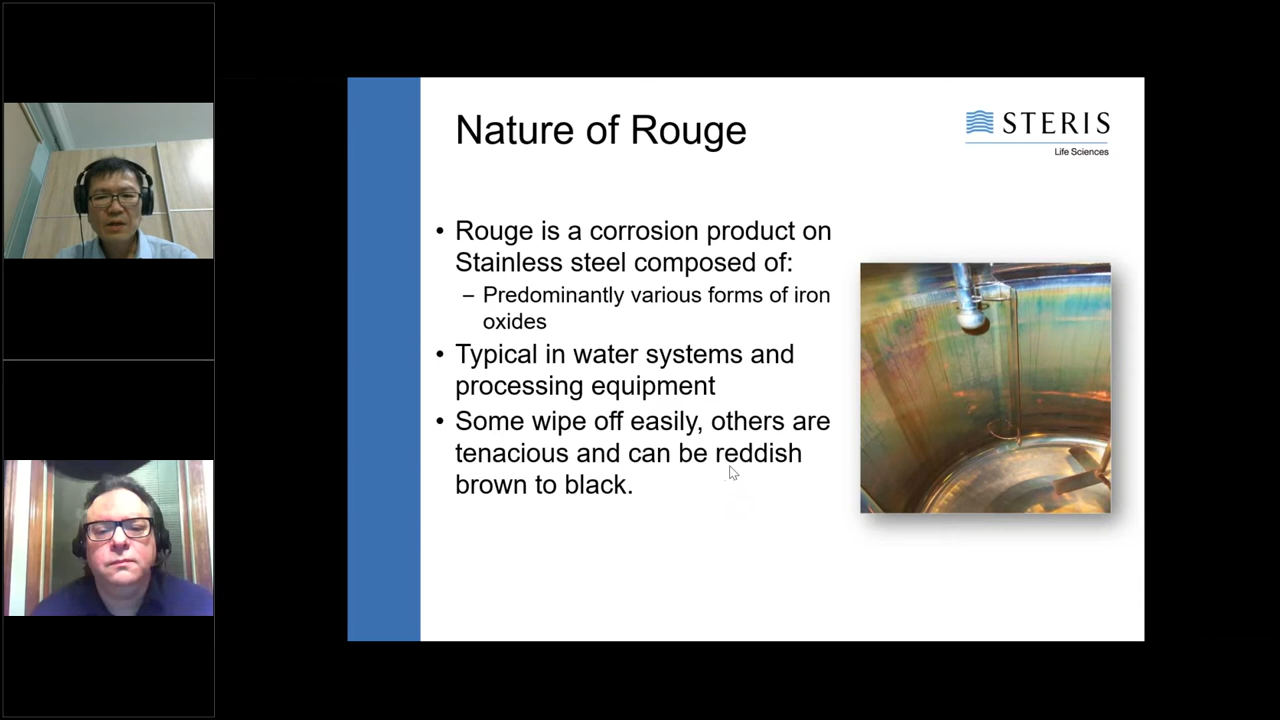 Nature of Rouge
STERIS
Life Sciences
• Rouge is a corrosion product on
Stainless steel composed of:
– Predominantly various forms of iron
oxides
• Typical in water systems and
processing equipment
• Some wipe off easily, others are
tenacious and can be reddish
brown to black.